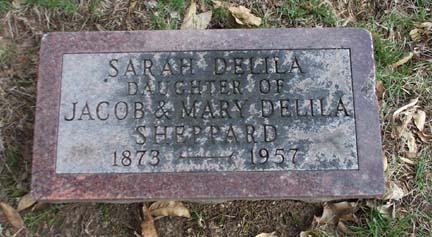 SARAH DELILA
DAUGHTER OF
JACOB & MARY DELILA
SHEPPARD
1873 — 1957